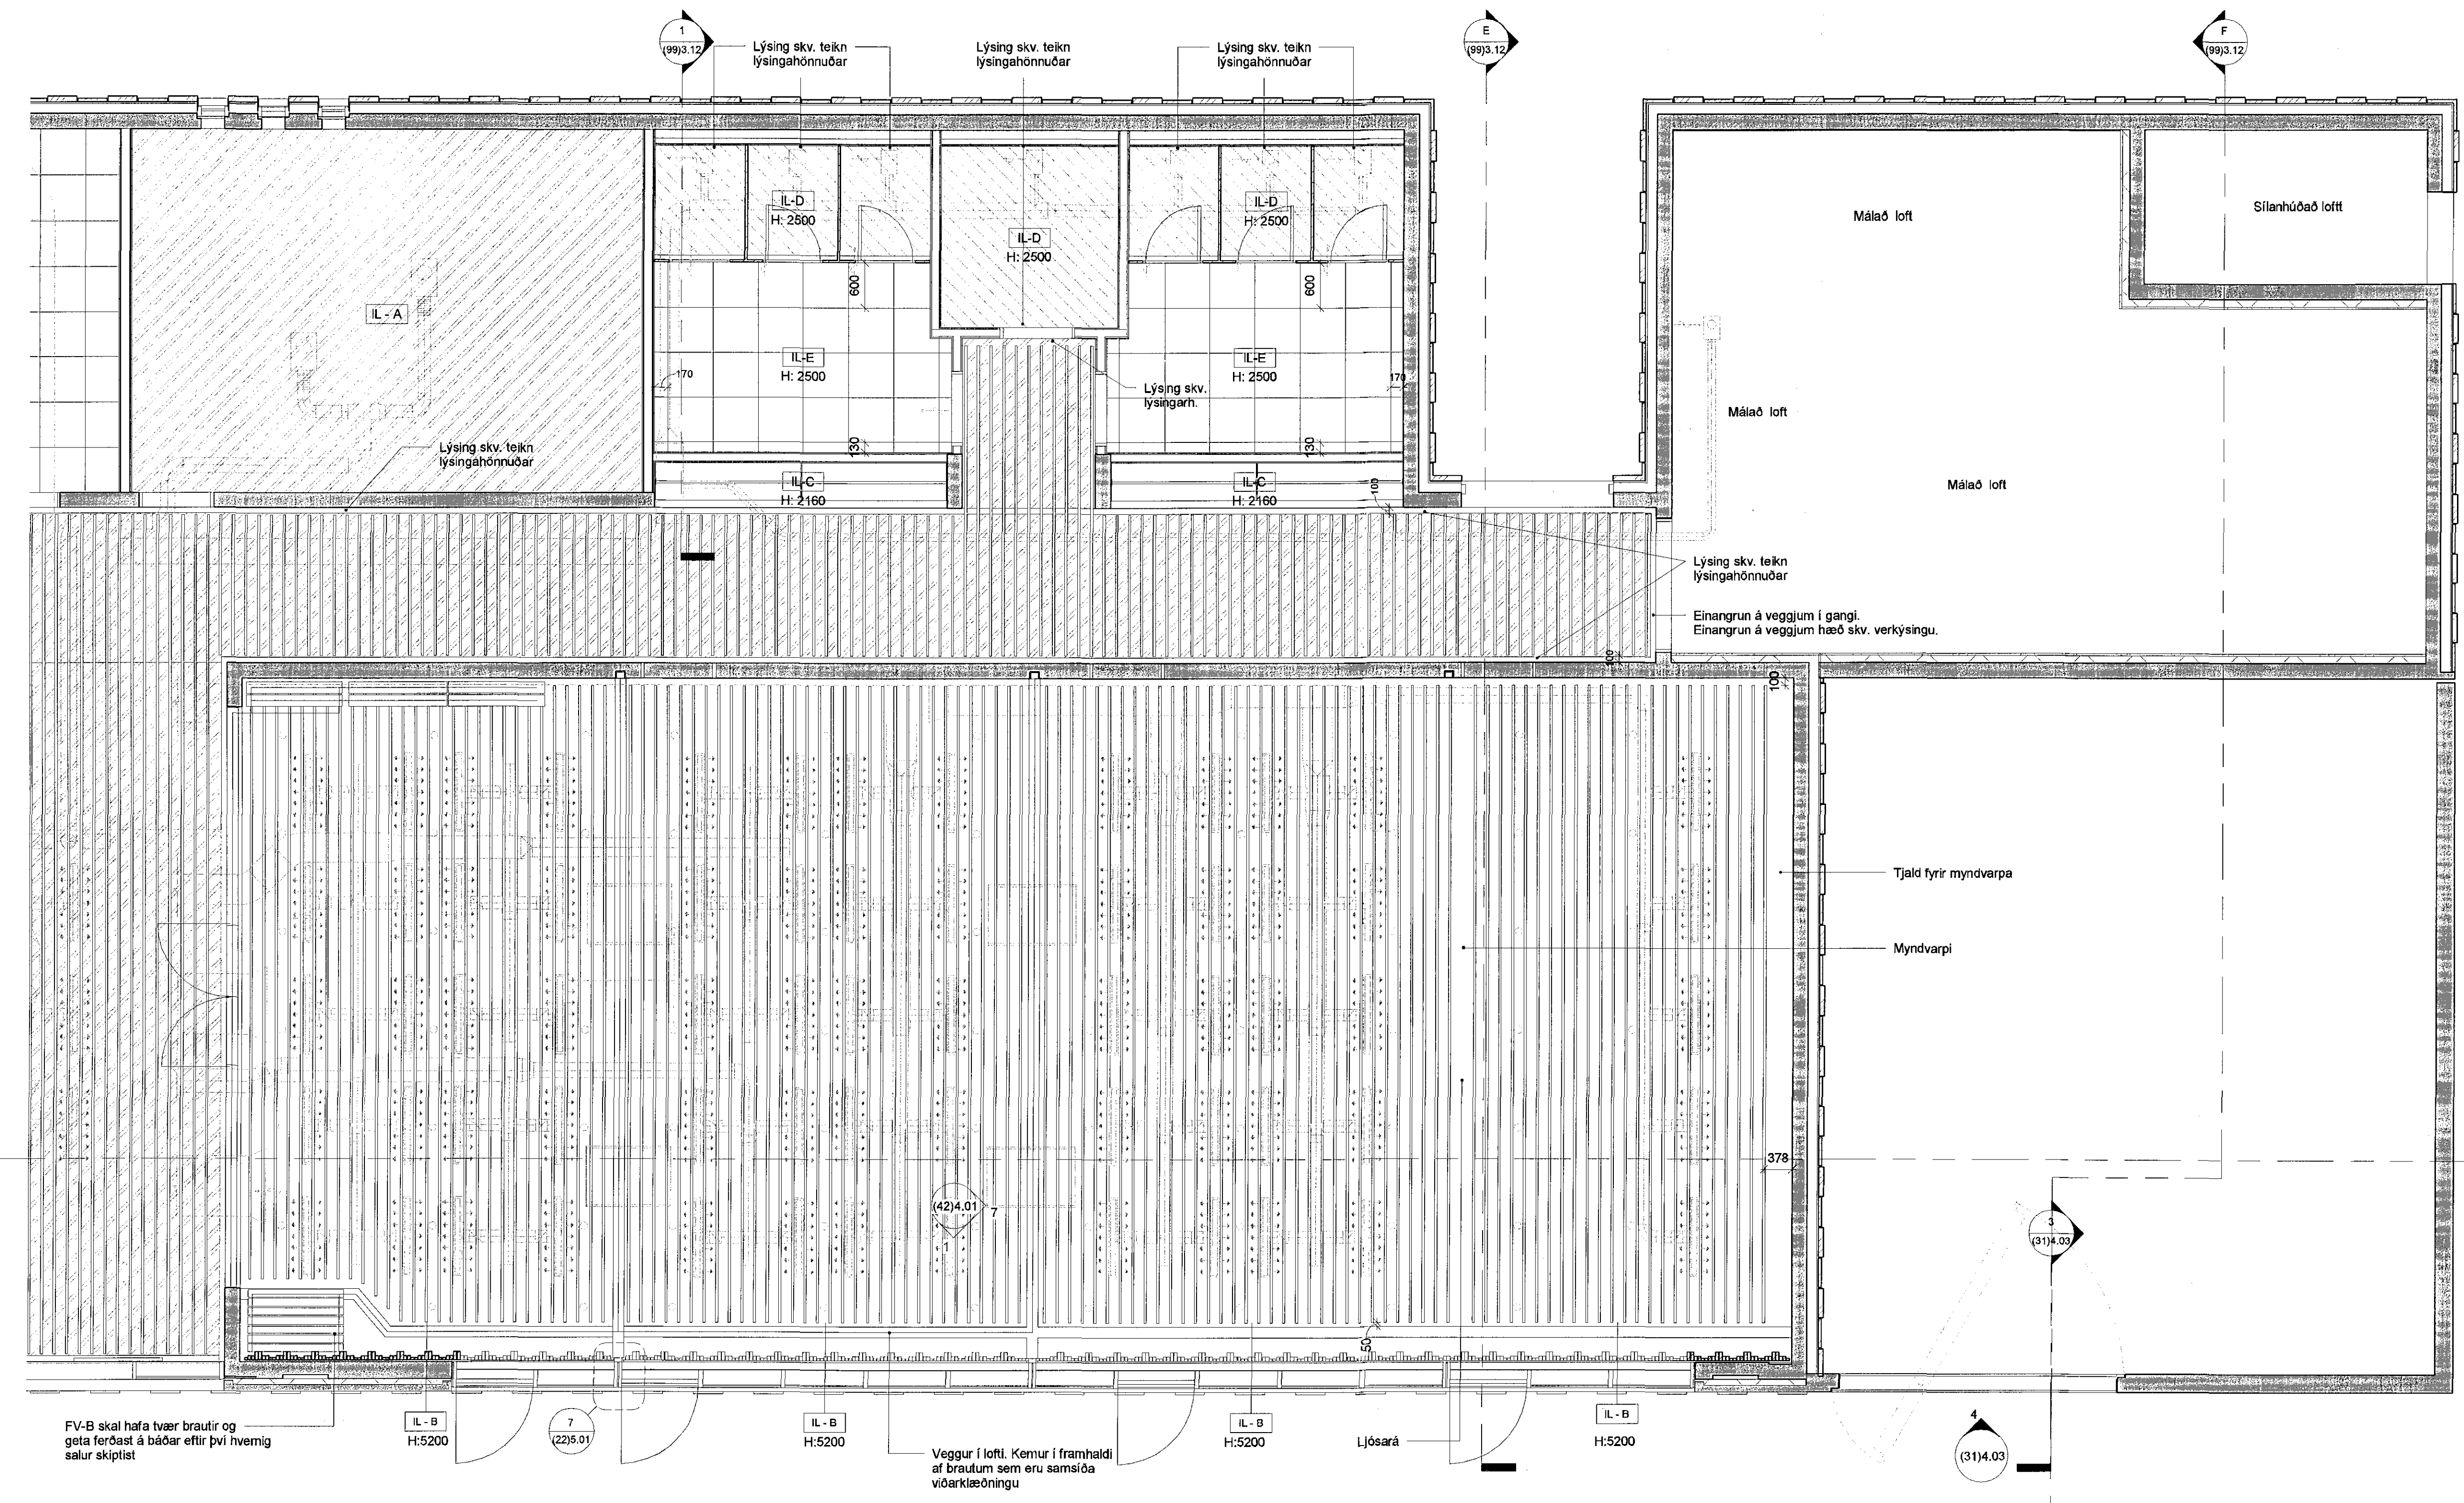 1
(99)3.12
E
(99)3.12
F
(99)3.12
Lýsing skv. teikn
lýsingahönnuðar
Lýsing skv. teikn
lýsingahönnuðar
Lýsing skv. teikn
lýsingahönnuðar
IL-D
H: 2500
IL-D
H: 2500
IL-D
H: 2500
Málað loft
Sílanhúðað loftt
600
600
IL - A
IL-E
H: 2500
IL-E
H: 2500
170
170
Lýsing skv.
lýsingarh.
Málað loft
Lýsing skv. teikn
lýsingahönnuðar
130
130
IL-C
H: 2160
IL-C
H: 2160
100
Málað loft
Lýsing skv. teikn
lýsingahönnuðar
Einangrun á veggjum í gangi.
Einangrun á veggjum hæð skv. verkýsingu.
100
100
Tjald fyrir myndvarpa
Myndvarpi
378
(42)4.01
7
1
3
(31)4.03
50
FV-B skal hafa tvær brautir og
geta ferðast á báðar eftir því hvernig
salur skiptist
IL - B
H:5200
7
(22)5.01
IL - B
H:5200
Veggur í lofti. Kemur í framhaldi
af brautum sem eru samsíða
viðarklæðningu
IL - B
H:5200
Ljósará
IL - B
H:5200
4
(31)4.03